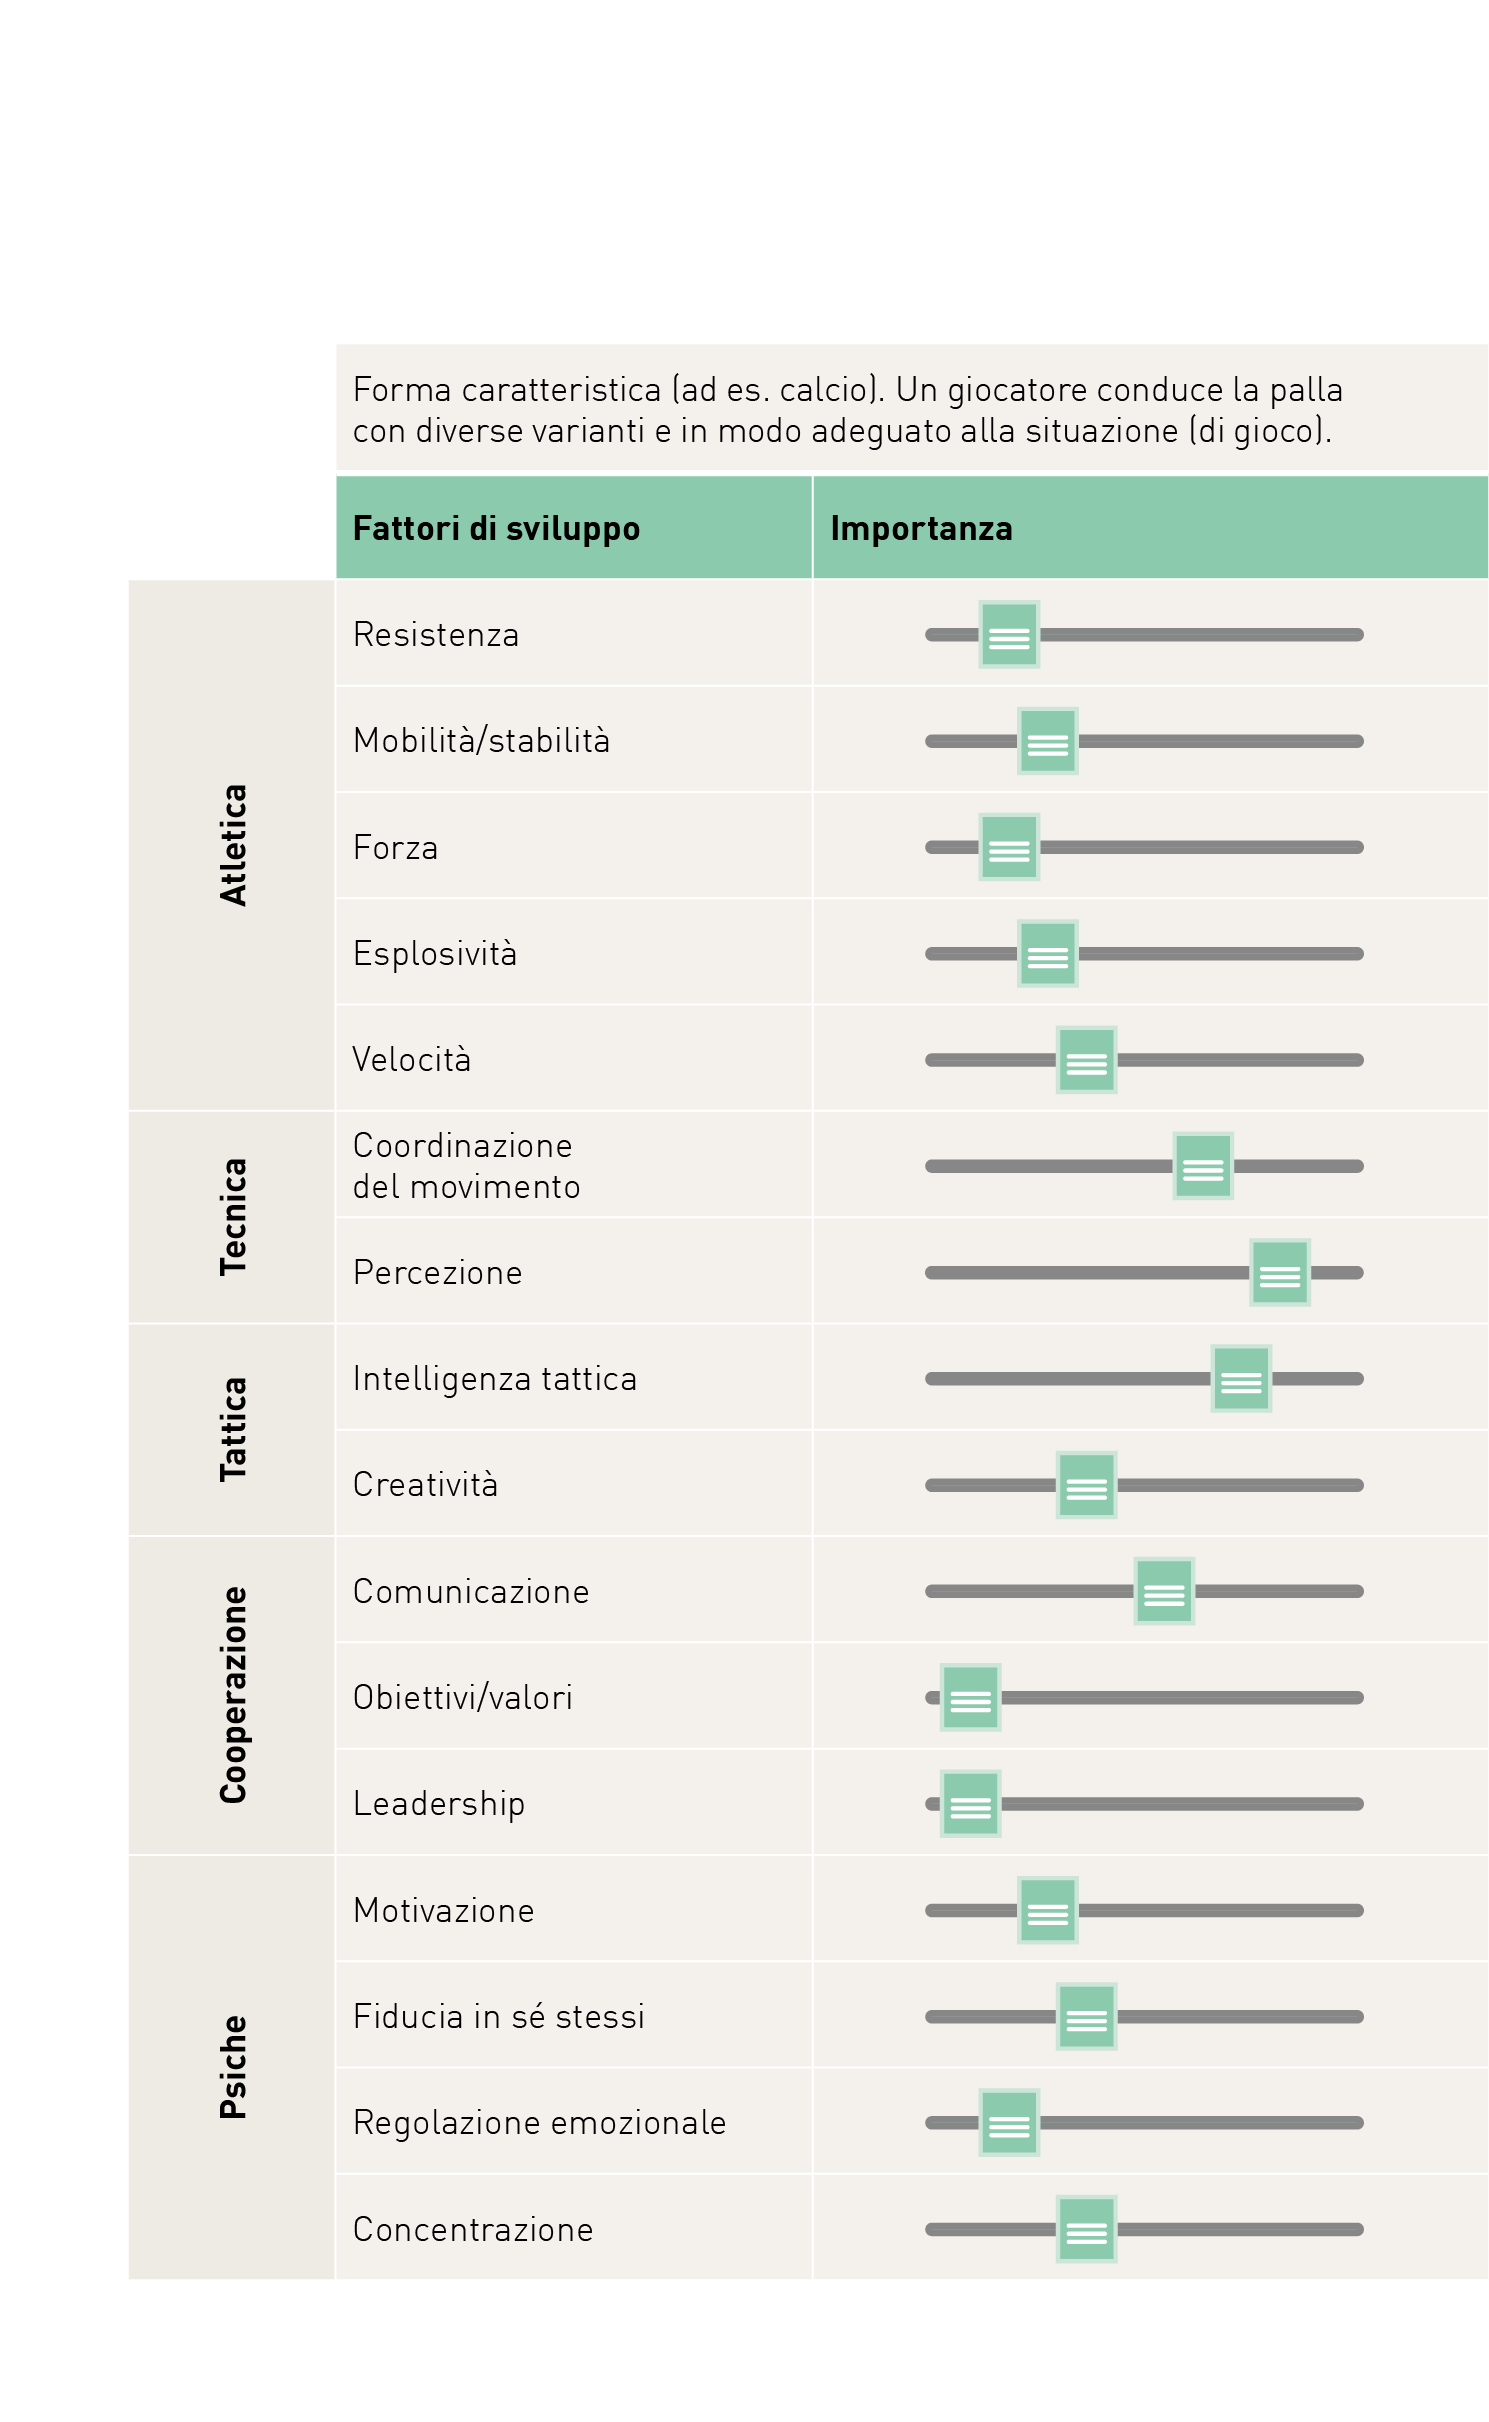 Forma caratteristica (ad es. calcio). Un giocatore conduce la palla
con diverse varianti e in modo adeguato alla situazione (di gioco).
Fattori di sviluppo
Importanza
Atletica
Resistenza
Mobilità/stabilità
Forza
Esplosività
Velocità
Tecnica
Coordinazione
del movimento
Percezione
Tattica
Intelligenza tattica
Creatività
Cooperazione
Comunicazione
Obiettivi/valori
Leadership
Psiche
Motivazione
Fiducia in sé stessi
Regolazione emozionale
Concentrazione